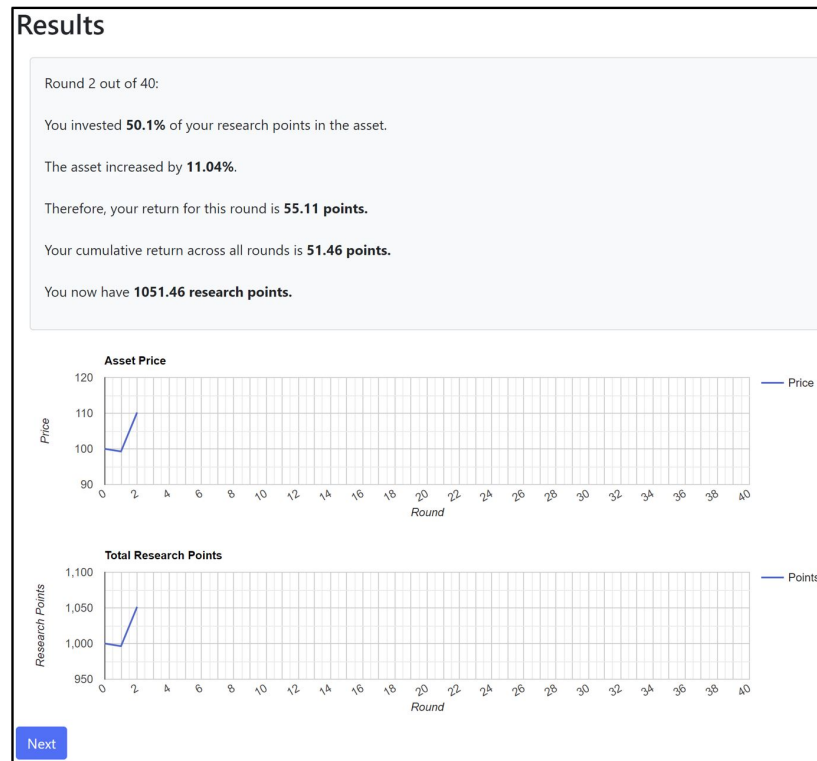 Results
Round 2 out of 40:
You invested 50.1% of your research points in the asset.
The asset increased by 11.04%.
Therefore, your return for this round is 55.11 points.
Your cumulative return across all rounds is 51.46 points.
You now have 1051.46 research points.
Asset Price
120
110
100
90
Price
0 2 4 6 8 10 12 14 16 18 20 22 24 26 28 30 32 34 36 38 40
Round
Price
Total Research Points
1,100
1,050
1,000
950
Research Points
0 2 4 6 8 10 12 14 16 18 20 22 24 26 28 30 32 34 36 38 40
Round
Points
Next